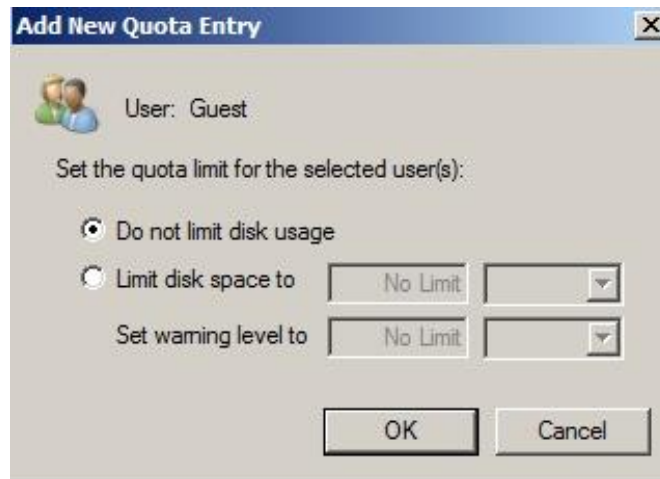 Add New Quota Entry
User: Guest
Set the quota limit for the selected user(s):
Do not limit disk usage
Limit disk space to No Limit
Set warning level to No Limit
OK Cancel